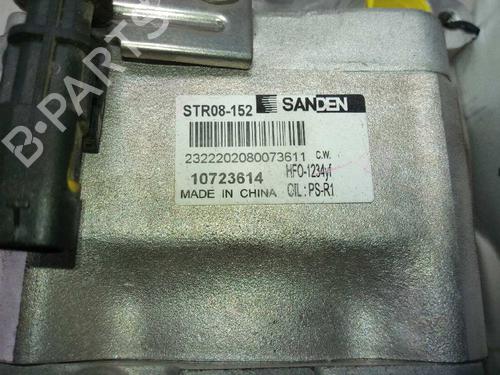 B-PARTS
STR08-152 SANDEN
2322202080073611 C.W.
10723614 HFO-1234yf
MADE IN CHINA OIL:PS-R1